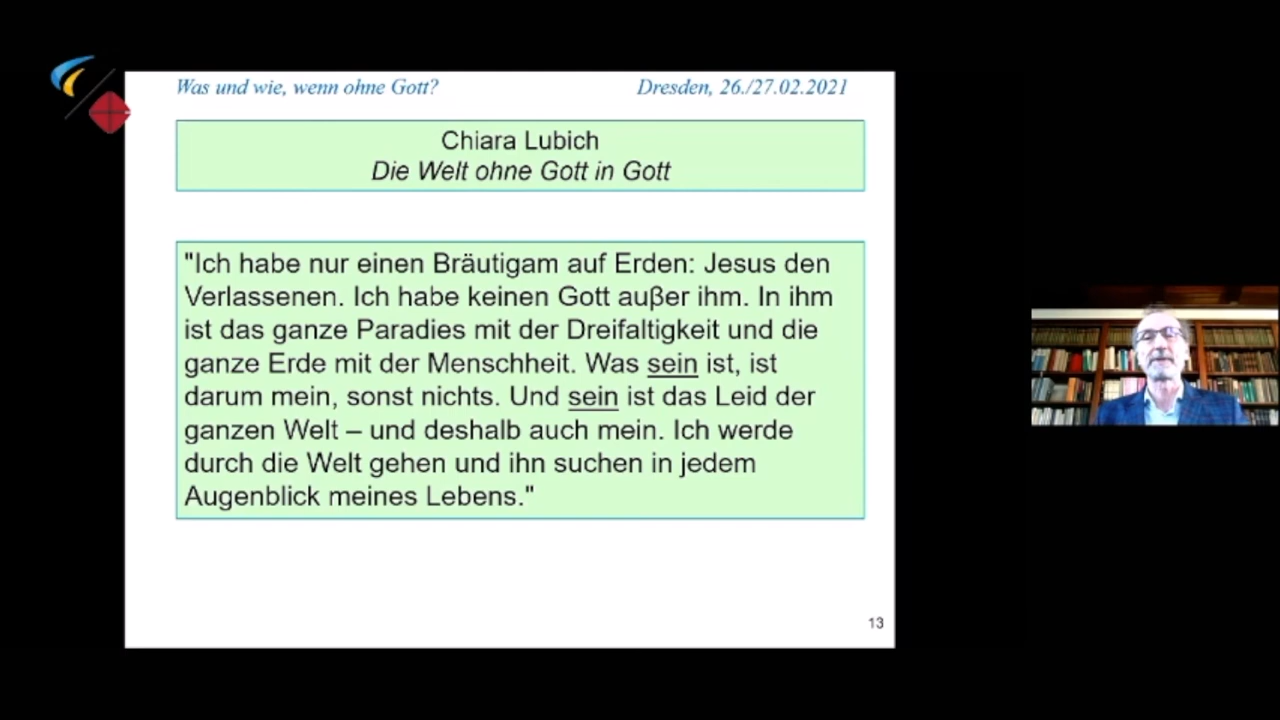 Was und wie, wenn ohne Gott?
Dresden, 26./27.02.2021
Chiara Lubich
Die Welt ohne Gott in Gott
"Ich habe nur einen Bräutigam auf Erden: Jesus den
Verlassenen. Ich habe keinen Gott auβer ihm. In ihm
ist das ganze Paradies mit der Dreifaltigkeit und die
ganze Erde mit der Menschheit. Was sein ist, ist
darum mein, sonst nichts. Und sein ist das Leid der
ganzen Welt – und deshalb auch mein. Ich werde
durch die Welt gehen und ihn suchen in jedem
Augenblick meines Lebens."
13